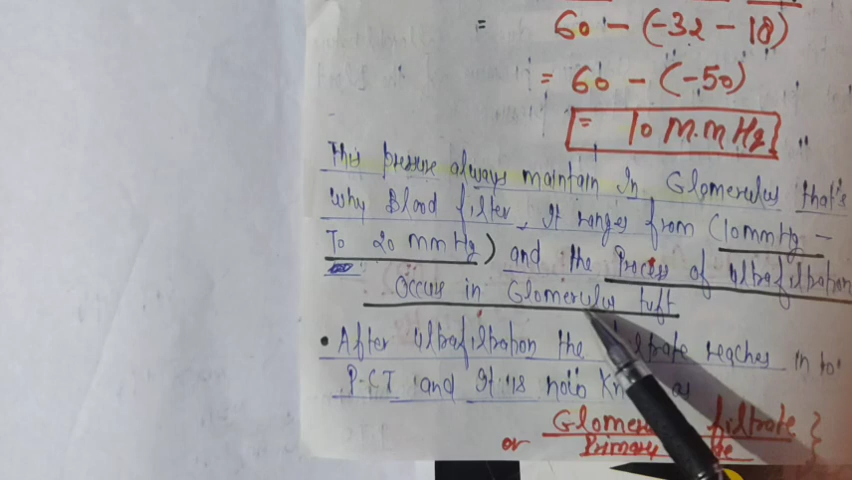 = 60 - (-32 - 18)
= 60 - (-50)
= 10 M.m Hg
This pressure always maintain In Glomerulus that's
why Blood filter. It ranges from (10mmHg -
To 20 mm Hg) and the Process of ultrafiltration
Occurs in Glomerulus tuft
• After ultrafiltration the reaches in to
P-CT and It is now as
filtrate }
or Primary